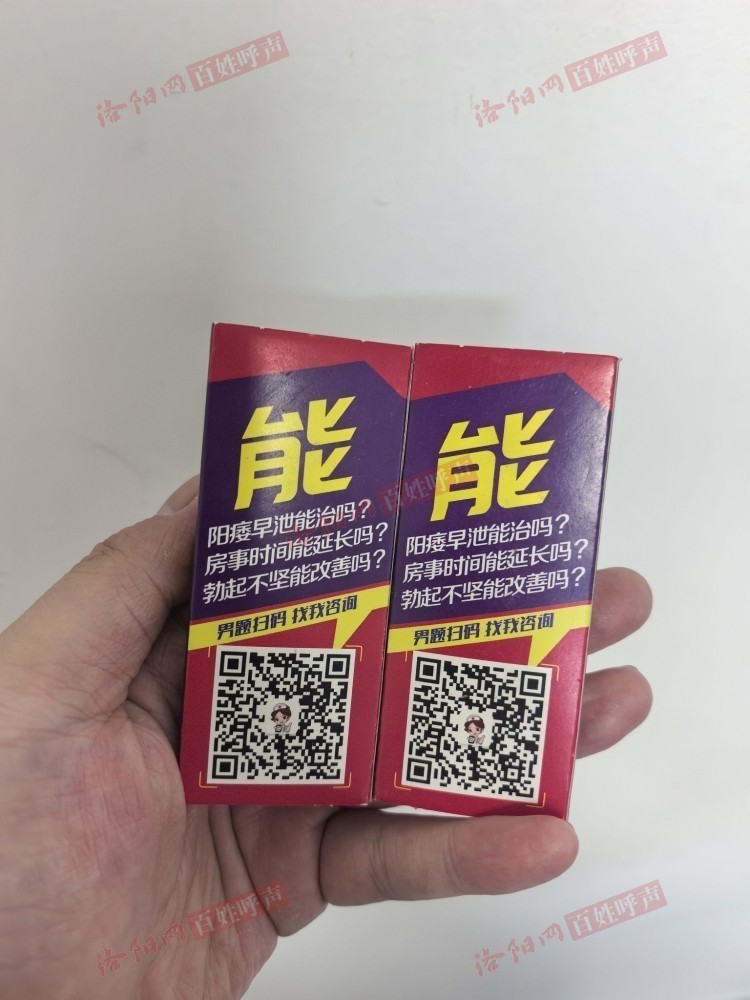 洛阳网 百姓呼声
洛阳网 百姓呼声
能
阳痿早泄能治吗？
房事时间能延长吗？
勃起不坚能改善吗？
男题扫码 找我咨询
能
阳痿早泄能治吗？
房事时间能延长吗？
勃起不坚能改善吗？
男题扫码 找我咨询
百姓呼声
洛阳网 百姓呼声
洛阳网 百姓呼声